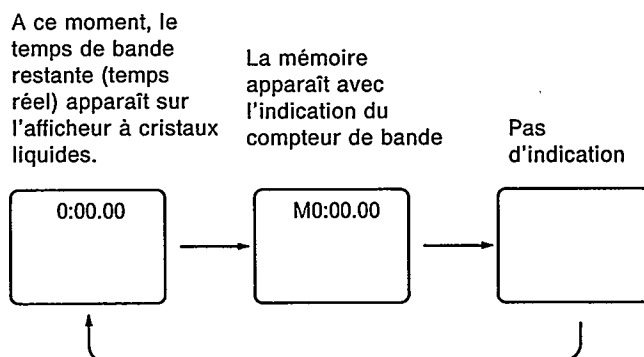 A ce moment, le
temps de bande
restante (temps
réel) apparaît sur
l'afficheur à cristaux
liquides.
La mémoire
apparaît avec
l'indication du
compteur de bande
Pas
d'indication
0:00.00
M0:00.00